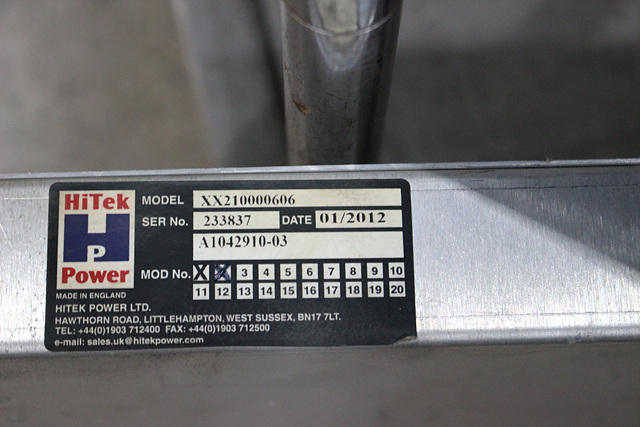 HiTek
HP
Power
MODEL XX210000606
SER No. 233837 DATE 01/2012
A1042910-03
MOD No. X X 3 4 5 6 7 8 9 10
11 12 13 14 15 16 17 18 19 20
MADE IN ENGLAND
HITEK POWER LTD.
HAWTHORN ROAD, LITTLEHAMPTON, WEST SUSSEX, BN17 7LT.
TEL: +44(0)1903 712400 FAX: +44(0)1903 712500
e-mail: sales.uk@hitekpower.com